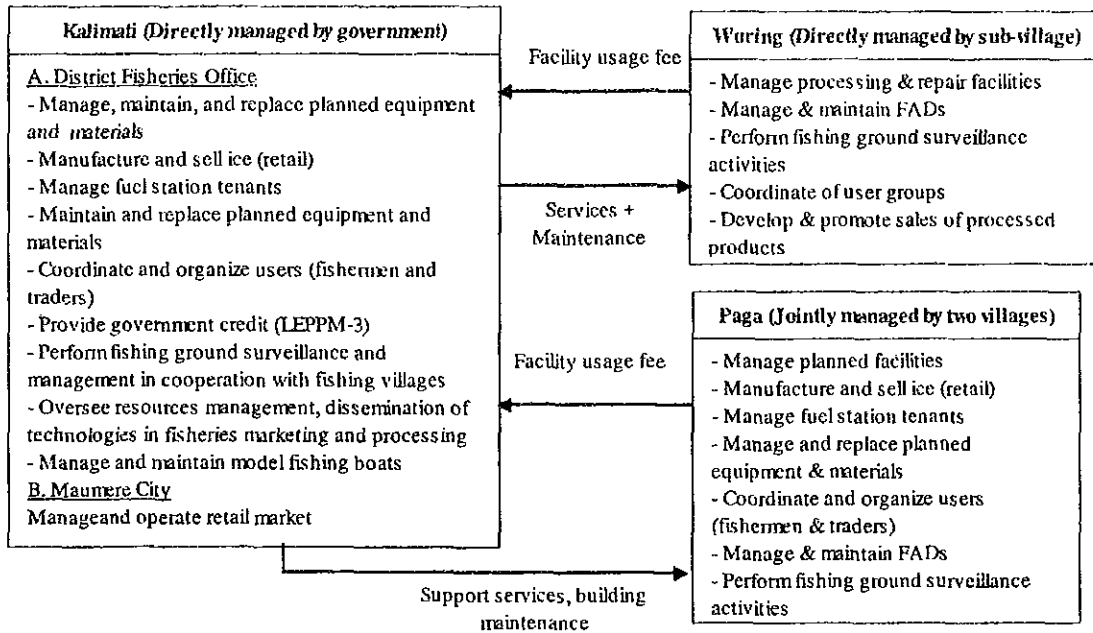 Kalimati (Directly managed by government)
A. District Fisheries Office
- Manage, maintain, and replace planned equipment
and materials
- Manufacture and sell ice (retail)
- Manage fuel station tenants
- Maintain and replace planned equipment and
materials
- Coordinate and organize users (fishermen and
traders)
- Provide government credit (LEPPM-3)
- Perform fishing ground surveillance and
management in cooperation with fishing villages
- Oversee resources management, dissemination of
technologies in fisheries marketing and processing
- Manage and maintain model fishing boats
B. Maumere City
Manageand operate retail market
Facility usage fee
Services +
Maintenance
Wuring (Directly managed by sub-village)
- Manage processing & repair facilities
- Manage & maintain FADs
- Perform fishing ground surveillance
activities
- Coordinate of user groups
- Develop & promote sales of processed
products
Facility usage fee
Paga (Jointly managed by two villages)
- Manage planned facilities
- Manufacture and sell ice (retail)
- Manage fuel station tenants
- Manage and replace planned
equipment & materials
- Coordinate and organize users
(fishermen & traders)
- Manage & maintain FADs
- Perform fishing ground surveillance
activities
Support services, building
maintenance